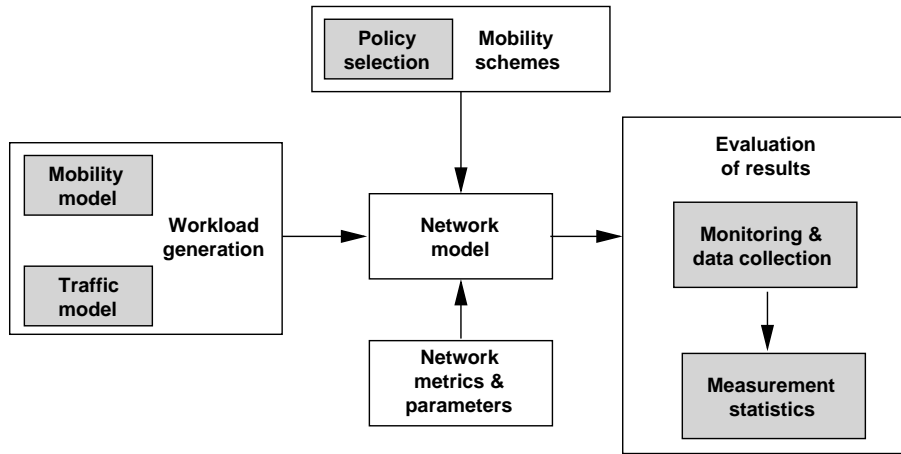 Policy
selection
Mobility
schemes
Mobility
model
Traffic
model
Workload
generation
Network
model
Network
metrics &
parameters
Evaluation
of results
Monitoring &
data collection
Measurement
statistics